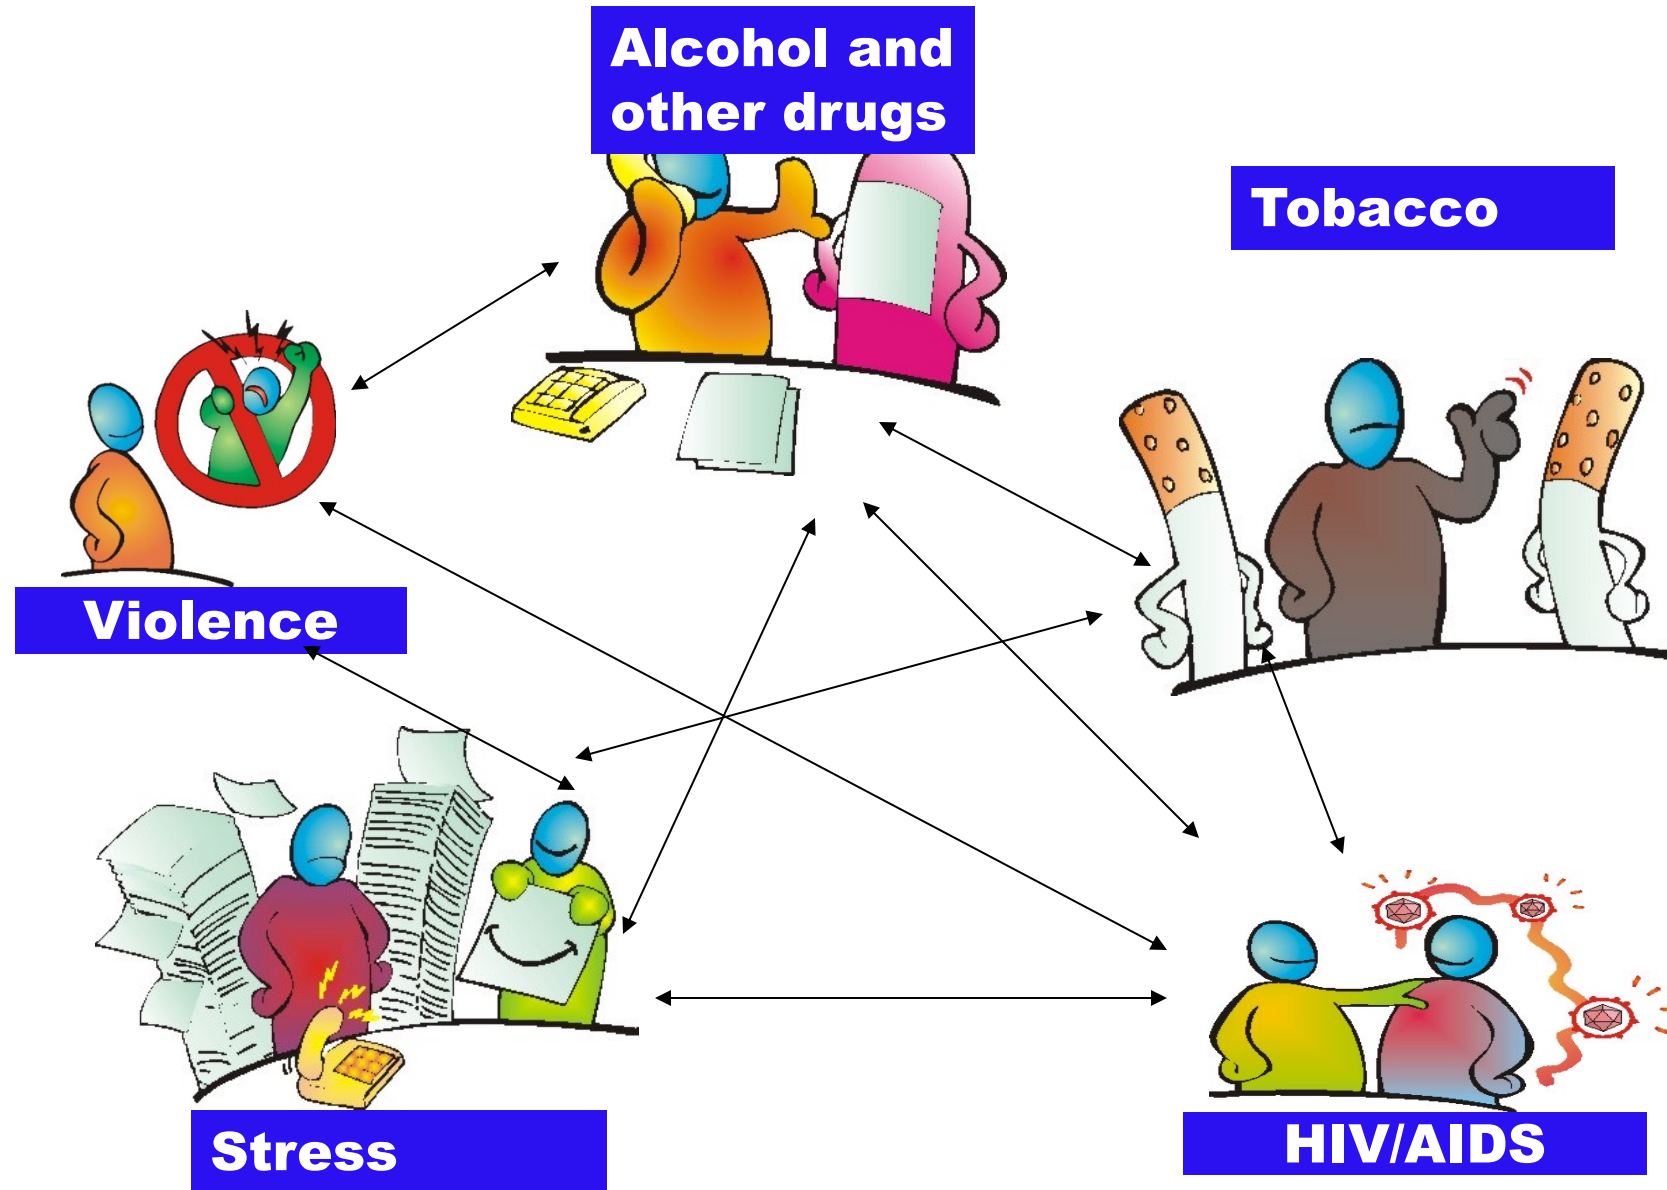 Alcohol and
other drugs
Tobacco
Violence
Stress
HIV/AIDS